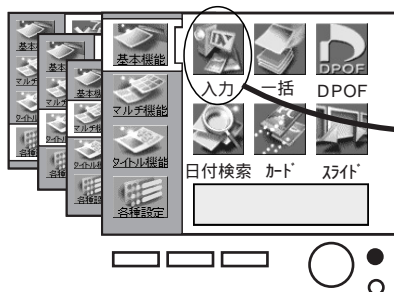 基本機能
マルチ機能
タイトル機能
各種設定
入力 一括 DPOF
日付検索 カード スライド
DPOF